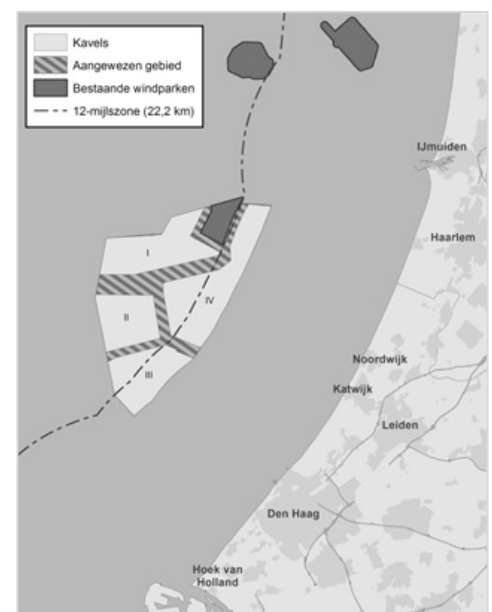 Kavels
Aangewezen gebied
Bestaande windparken
12-mijlszone (22,2 km)
IJmuiden
Haarlem
I
IV
II
Noordwijk
III
Katwijk
Leiden
Den Haag
Hoek van
Holland